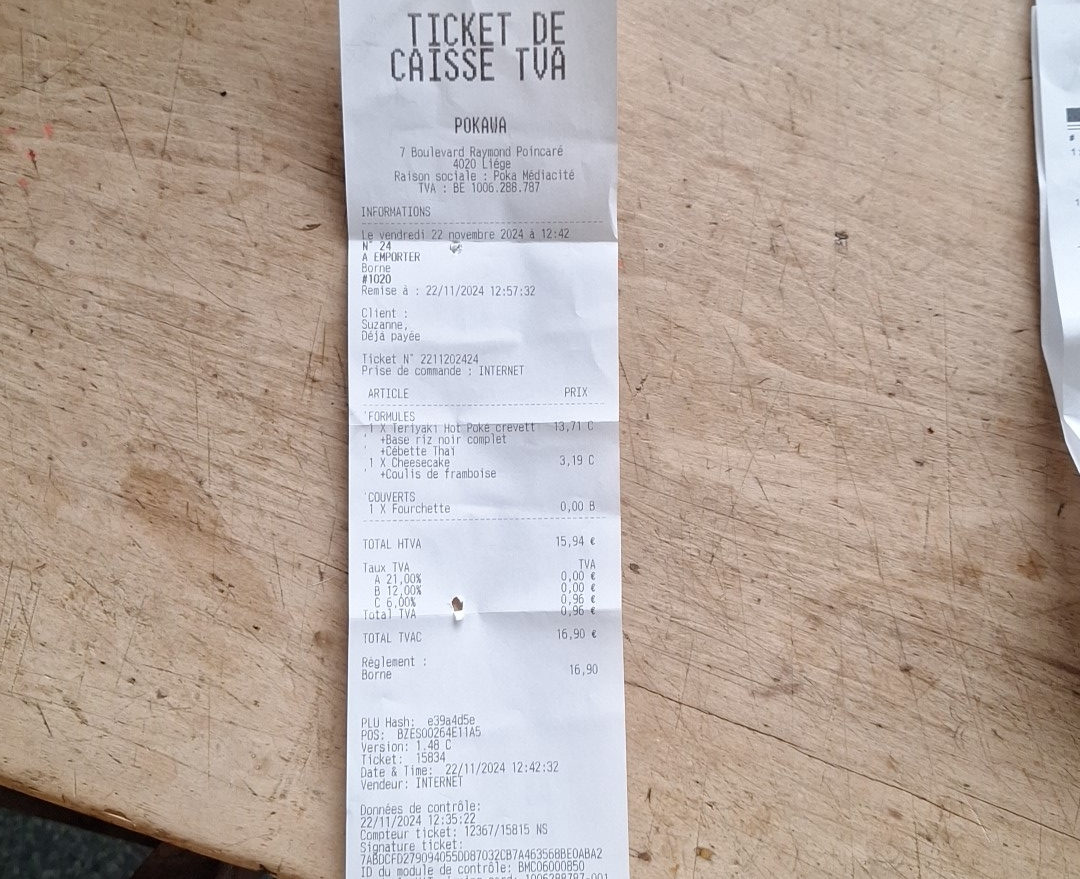 TICKET DE
CAISSE TVA
POKAWA
7 Boulevard Raymond Poincaré
4020 Liège
Raison sociale : Poka Médiacité
TVA : BE 1006.288.787
INFORMATIONS
Le vendredi 22 novembre 2024 à 12:42
N° 24
A EMPORTER
Borne
#1020
Remise à : 22/11/2024 12:57:32
Client :
Suzanne,
Déjà payée
Ticket N° 2211202424
Prise de commande : INTERNET
ARTICLE PRIX
'FORMULES
1 X Teriyaki Hot Poke crevett 13,71 C
' +Base riz noir complet
' +Cébette Thaï
1 X Cheesecake 3,19 C
' +Coulis de framboise
'COUVERTS
1 X Fourchette 0,00 B
TOTAL HTVA 15,94 €
Taux TVA TVA
A 21,00% 0,00 €
B 12,00% 0,00 €
C 6,00% 0,96 €
Total TVA 0,96 €
TOTAL TVAC 16,90 €
Règlement :
Borne 16,90
PLU Hash: e39a4d5e
POS: BZES00264E11A5
Version: 1.48 C
Ticket: 15834
Date & Time: 22/11/2024 12:42:32
Vendeur: INTERNET
Données de contrôle:
22/11/2024 12:35:22
Compteur ticket: 12367/15815 NS
Signature ticket:
7ABDCFD2790940550D87032CB7A463568BE0ABA2
ID du module de contrôle: BMC06000850